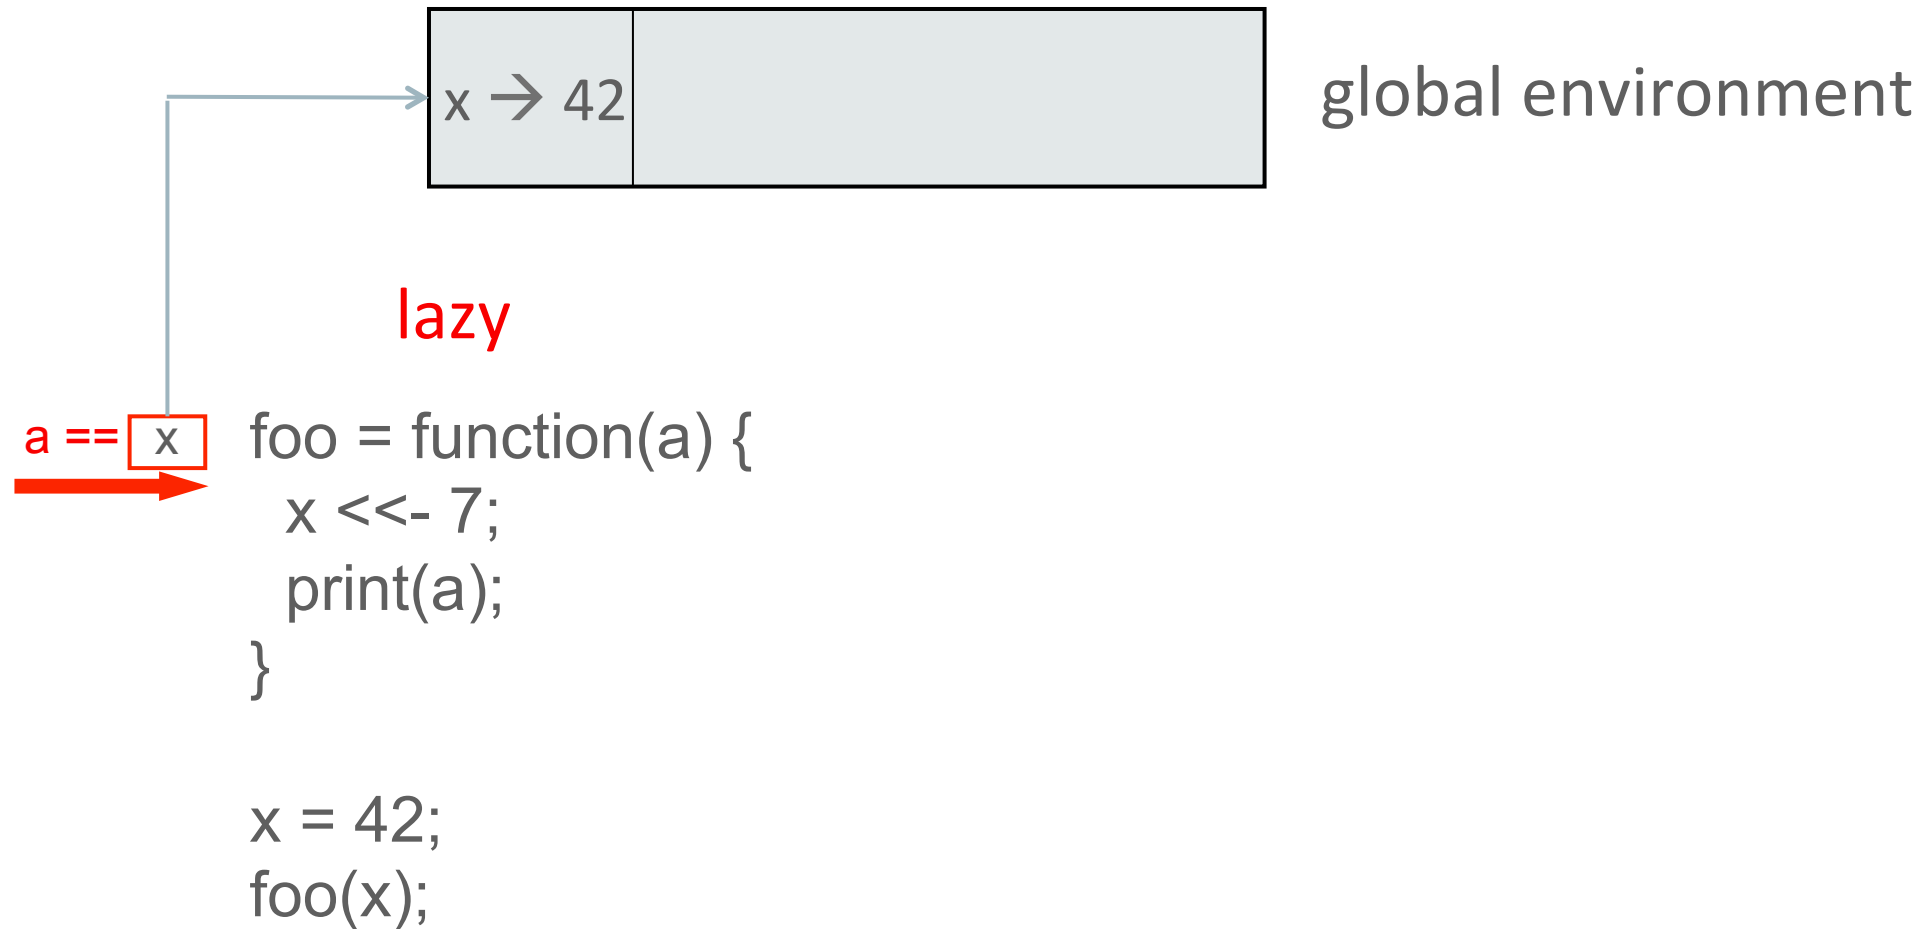 x → 42
global environment
lazy
a == x
foo = function(a) {
x <<- 7;
print(a);
}
x = 42;
foo(x);